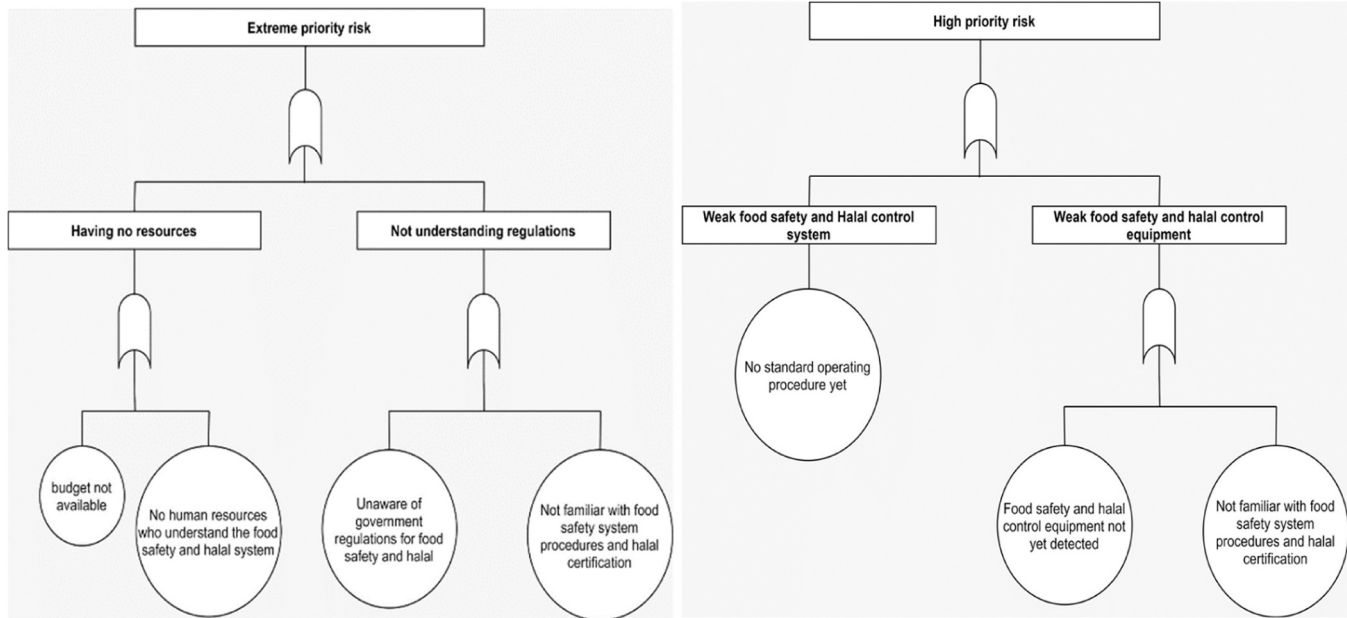 Extreme priority risk
Having no resources
Not understanding regulations
budget not
available
No human resources
who understand the food
safety and halal system
Unaware of
government
regulations for food
safety and halal
Not familiar with food
safety system
procedures and halal
certification
High priority risk
Weak food safety and Halal control
system
Weak food safety and halal control
equipment
No standard operating
procedure yet
Food safety and halal
control equipment not
yet detected
Not familiar with food
safety system
procedures and halal
certification